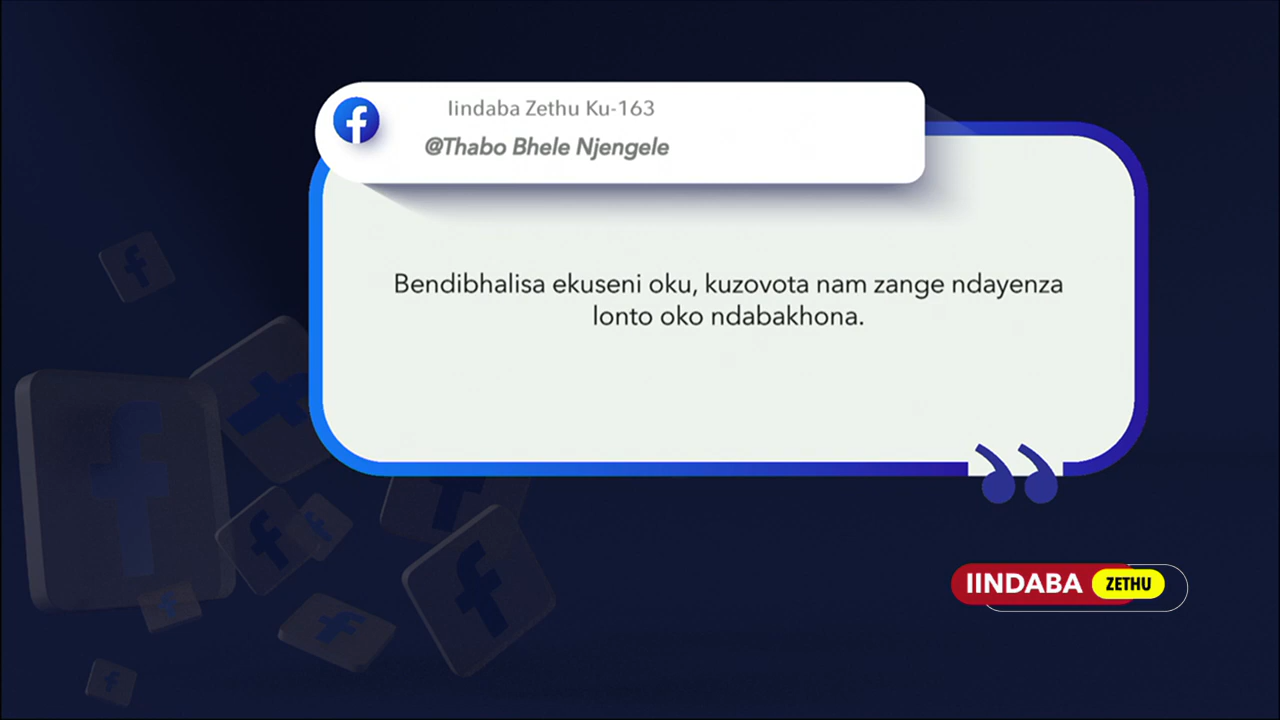 Iindaba Zethu Ku-163
@Thabo Bhele Njengele
Bendibhalisa ekuseni oku, kuzovota nam zange ndayenza
lonto oko ndabakhona.
IINDABA ZETHU